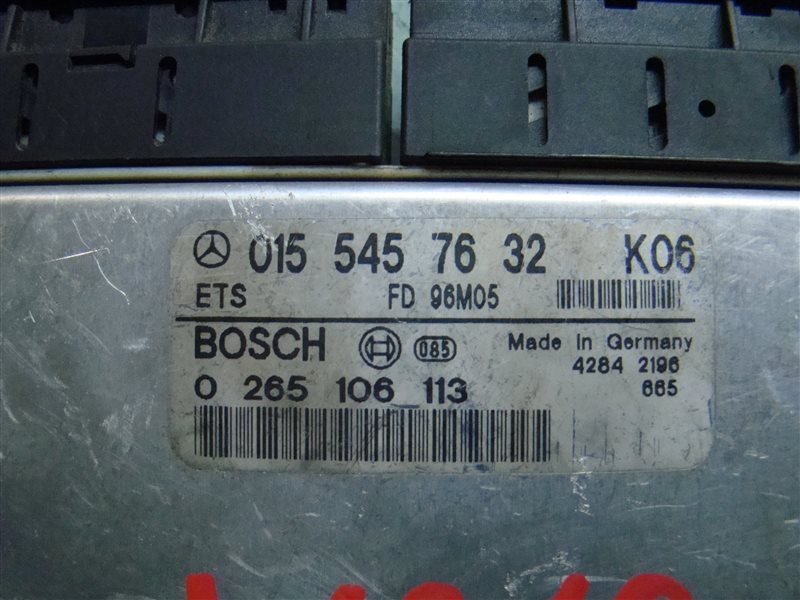 015 545 76 32 K06
ETS FD 96M05
BOSCH 085 Made in Germany
4284 2196
0 265 106 113 665